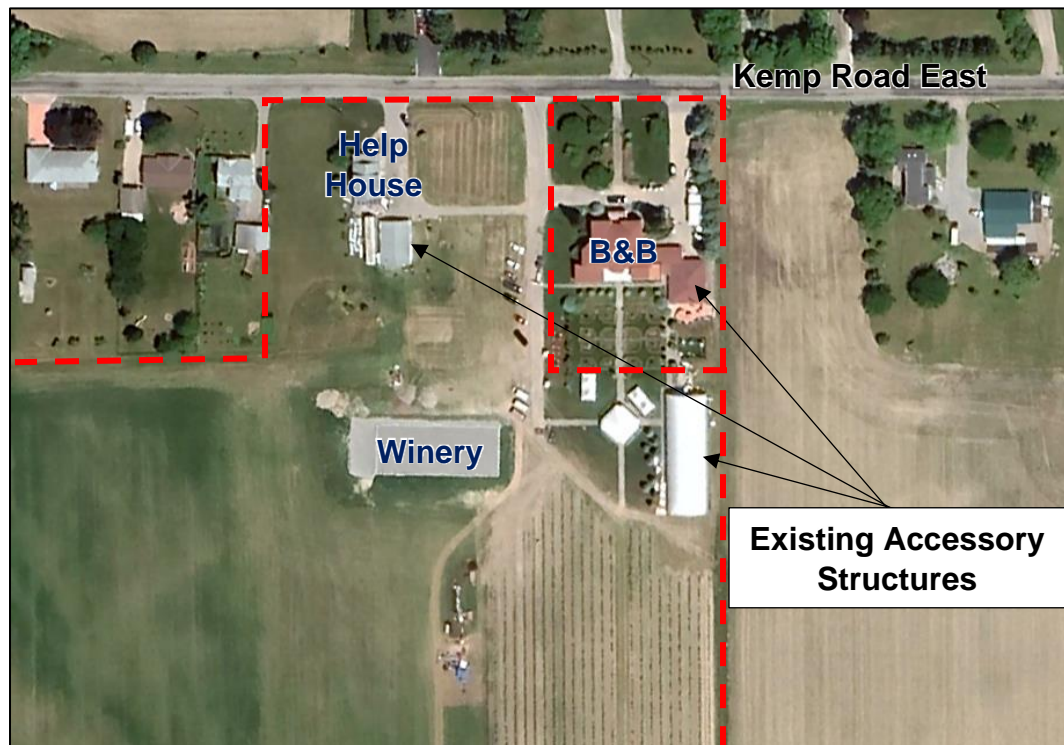 Kemp Road East
Help
House
B&B
Winery
Existing Accessory
Structures